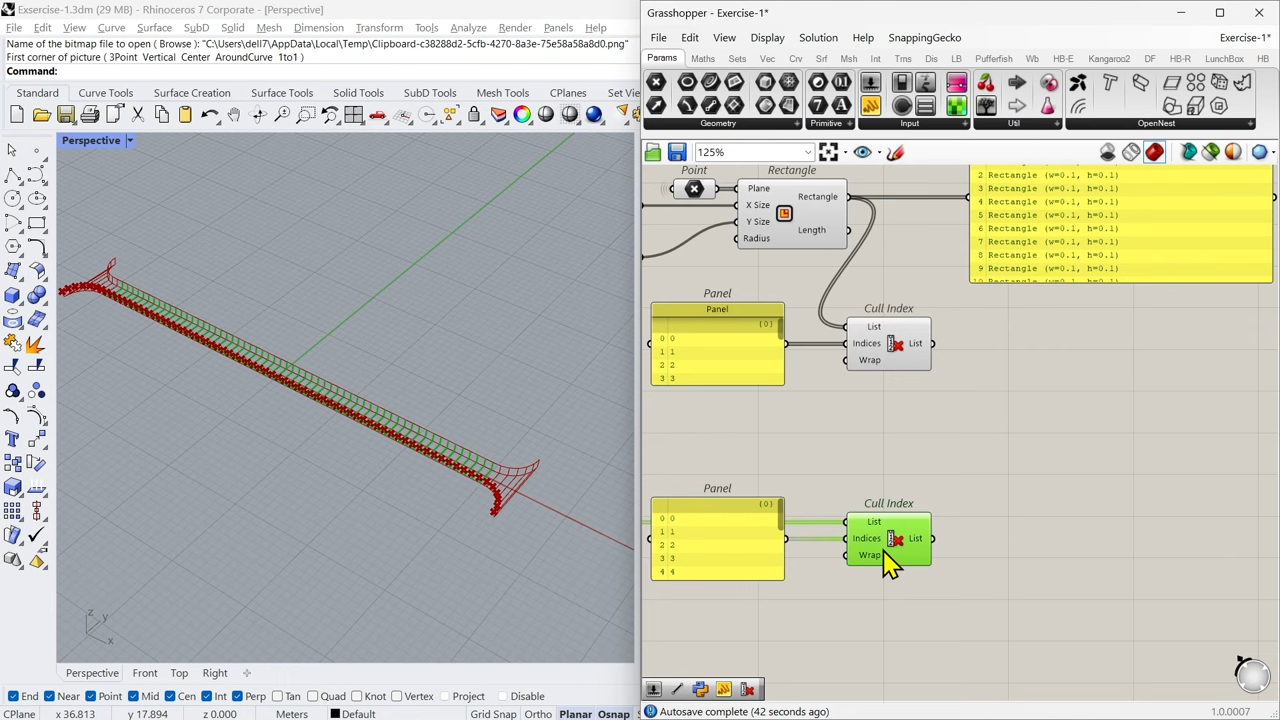 Exsercise-1.3dm (29 MB) - Rhinoceros 7 Corporate - [Perspective]
File Edit View Curve Surface SubD Solid Mesh Dimension Transform Tools Analyze Render Panels Help
Name of the bitmap file to open ( Browse ): "C:\Users\dell7\AppData\Local\Temp\Clipboard-c38288d2-5cfb-4270-8a3e-75e58a58a8d0.png"
First corner of picture ( 3Point Vertical Center AroundCurve 1to1 )
Command:
Standard Curve Tools Surface Creation Surface Tools Solid Tools SubD Tools Mesh Tools CPlanes Set Vie
Perspective
z y x
Perspective Front Top Right
End Near Point Mid Cen Int Perp Tan Quad Knot Vertex Project Disable
CPlane x 36.813 y 17.894 z 0.000 Meters Default Grid Snap Ortho Planar Osnap
Grasshopper - Exercise-1*
File Edit View Display Solution Help SnappingGecko Exercise-1*
Params Maths Sets Vec Crv Srf Msh Int Trns Dis LB Pufferfish Wb HB-E Kangaroo2 DF HB-R LunchBox HB
Geometry Primitive Input Util OpenNest
125%
Point
Rectangle
Plane
X Size
Y Size
Radius
Rectangle
Length
2 Rectangle (w=0.1, h=0.1)
3 Rectangle (w=0.1, h=0.1)
4 Rectangle (w=0.1, h=0.1)
5 Rectangle (w=0.1, h=0.1)
6 Rectangle (w=0.1, h=0.1)
7 Rectangle (w=0.1, h=0.1)
8 Rectangle (w=0.1, h=0.1)
9 Rectangle (w=0.1, h=0.1)
10 Rectangle (w=0.1, h=0.1)
Panel
Panel
{0}
0 0
1 1
2 2
3 3
Cull Index
List
Indices List
Wrap
Panel
{0}
0 0
1 1
2 2
3 3
4 4
Cull Index
List
Indices List
Wrap
Autosave complete (42 seconds ago) 1.0.0007